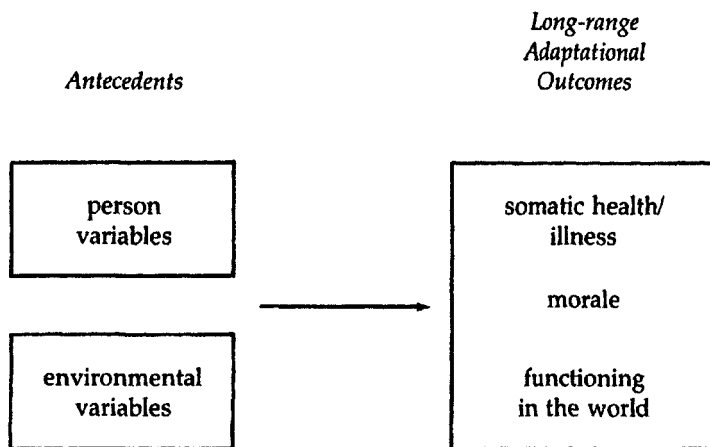 Antecedents
Long-range
Adaptational
Outcomes
person
variables
environmental
variables
somatic health/
illness
morale
functioning
in the world